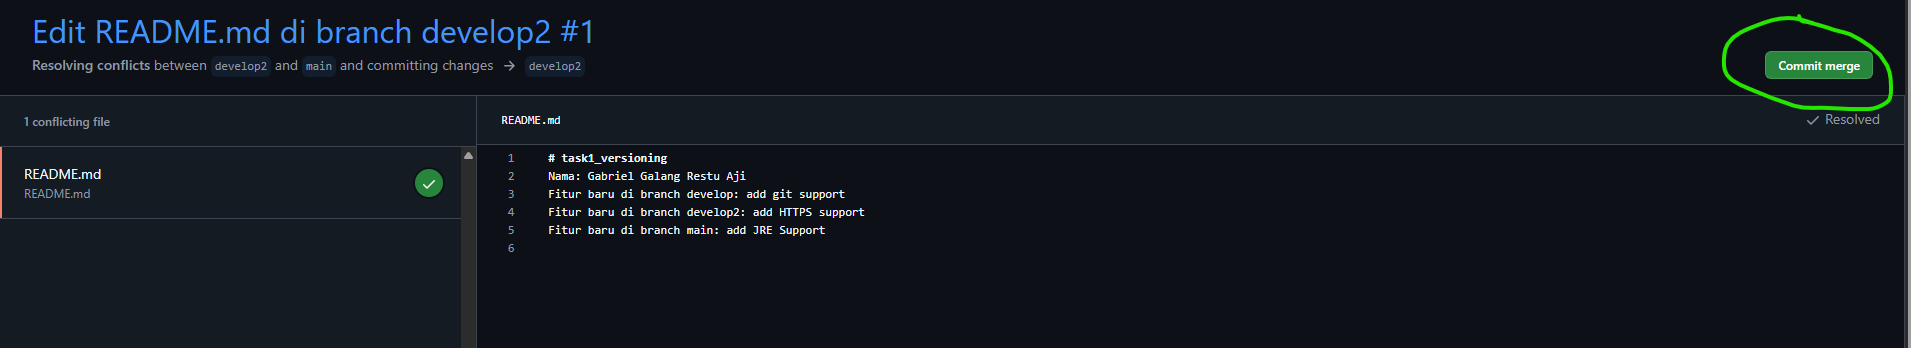 Edit README.md di branch develop2 #1
Resolving conflicts between develop2 and main and committing changes → develop2
Commit merge
1 conflicting file
README.md
README.md
README.md
Resolved
1 # task1_versioning
2 Nama: Gabriel Galang Restu Aji
3 Fitur baru di branch develop: add git support
4 Fitur baru di branch develop2: add HTTPS support
5 Fitur baru di branch main: add JRE Support
6